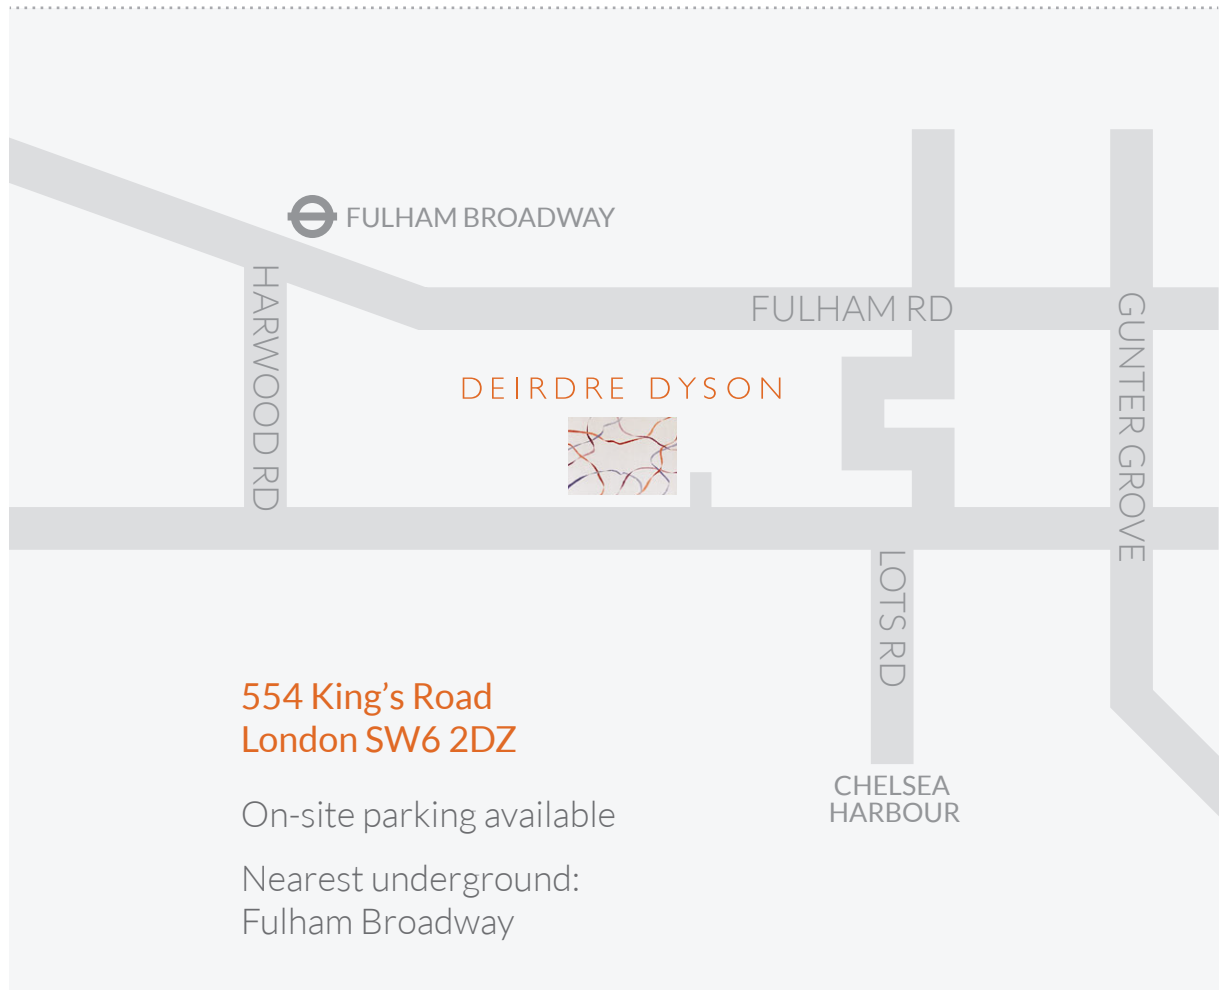 FULHAM BROADWAY
HARWOOD RD
FULHAM RD
GUNTER GROVE
DEIRDRE DYSON
LOTS RD
554 King’s Road
London SW6 2DZ
CHELSEA
HARBOUR
On-site parking available
Nearest underground:
Fulham Broadway